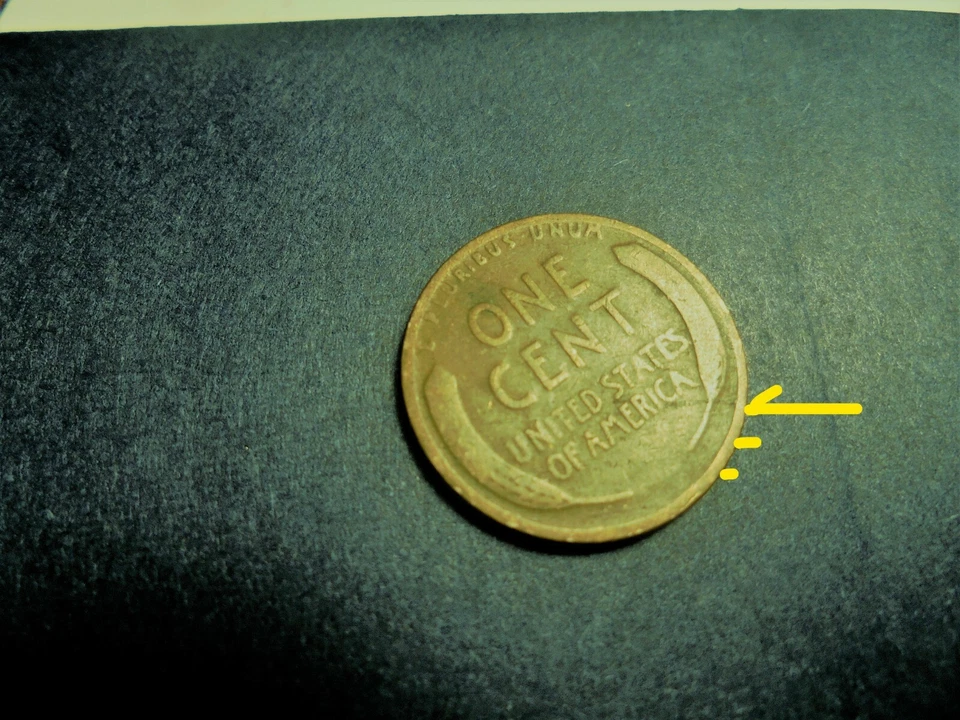 E PLURIBUS UNUM
ONE
CENT
UNITED STATES
OF AMERICA